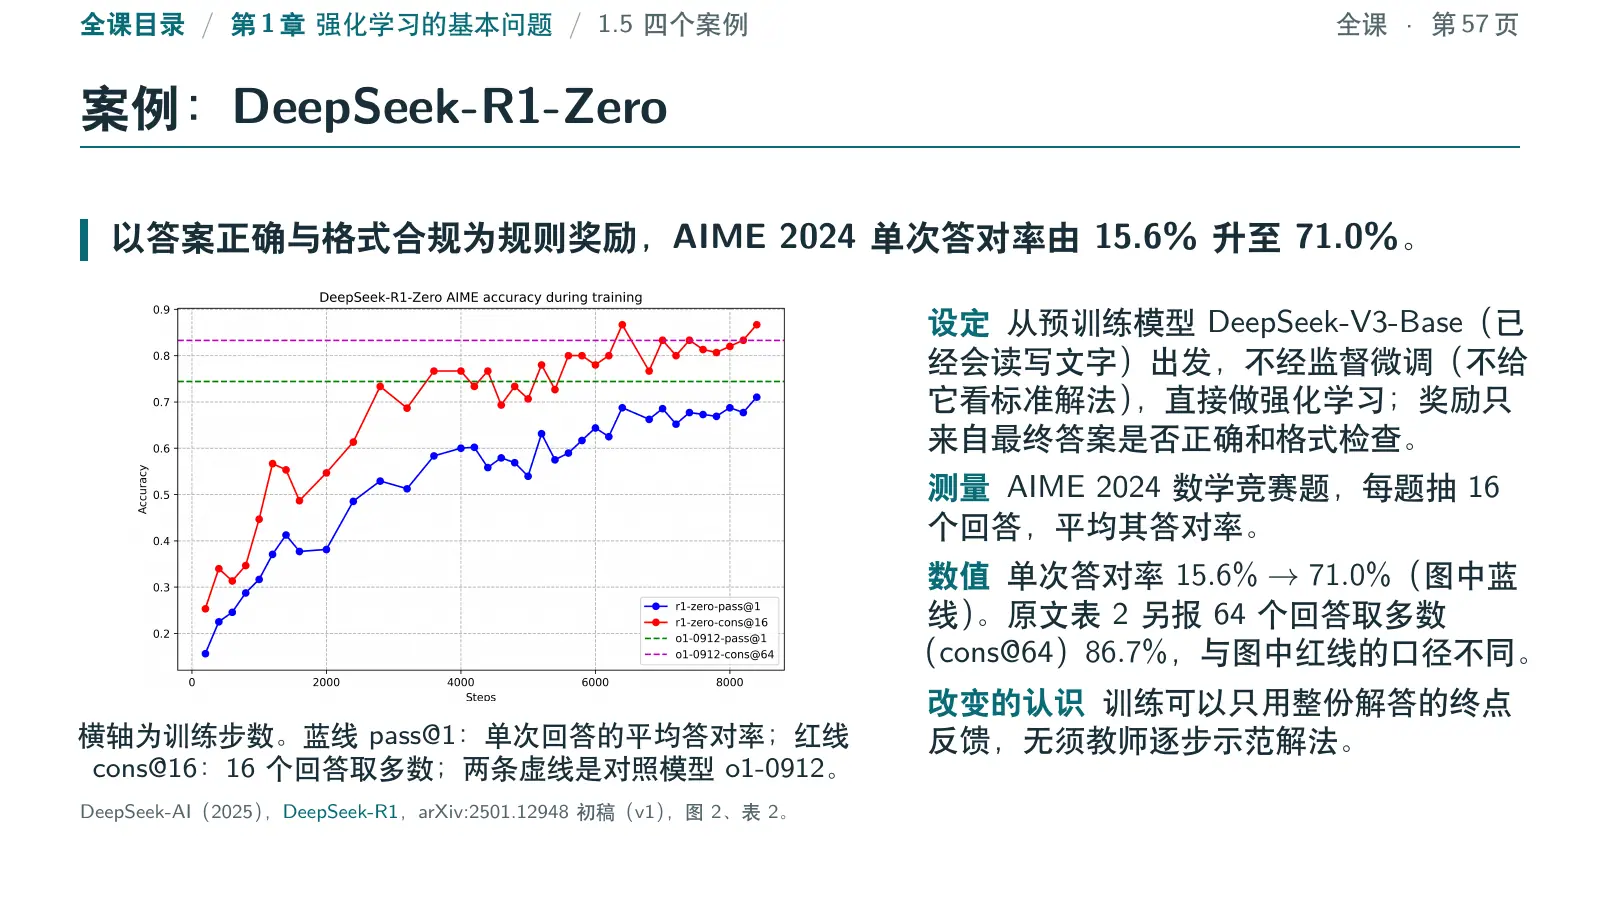 全课目录 / 第1章 强化学习的基本问题 / 1.5 四个案例
全课 · 第57页
案例：DeepSeek-R1-Zero
以答案正确与格式合规为规则奖励，AIME 2024 单次答对率由 15.6% 升至 71.0%。
DeepSeek-R1-Zero AIME accuracy during training
0.9
0.8
0.7
0.6
0.5
0.4
0.3
0.2
Accuracy
r1-zero-pass@1
r1-zero-cons@16
o1-0912-pass@1
o1-0912-cons@64
0 2000 4000 6000 8000
Steps
横轴为训练步数。蓝线 pass@1：单次回答的平均答对率；红线
cons@16：16 个回答取多数；两条虚线是对照模型 o1-0912。
DeepSeek-AI（2025），DeepSeek-R1，arXiv:2501.12948 初稿（v1），图 2、表 2。
设定 从预训练模型 DeepSeek-V3-Base（已
经会读写文字）出发，不经监督微调（不给
它看标准解法），直接做强化学习；奖励只
来自最终答案是否正确和格式检查。
测量 AIME 2024 数学竞赛题，每题抽 16
个回答，平均其答对率。
数值 单次答对率 15.6% → 71.0%（图中蓝
线）。原文表 2 另报 64 个回答取多数
（cons@64）86.7%，与图中红线的口径不同。
改变的认识 训练可以只用整份解答的终点
反馈，无须教师逐步示范解法。